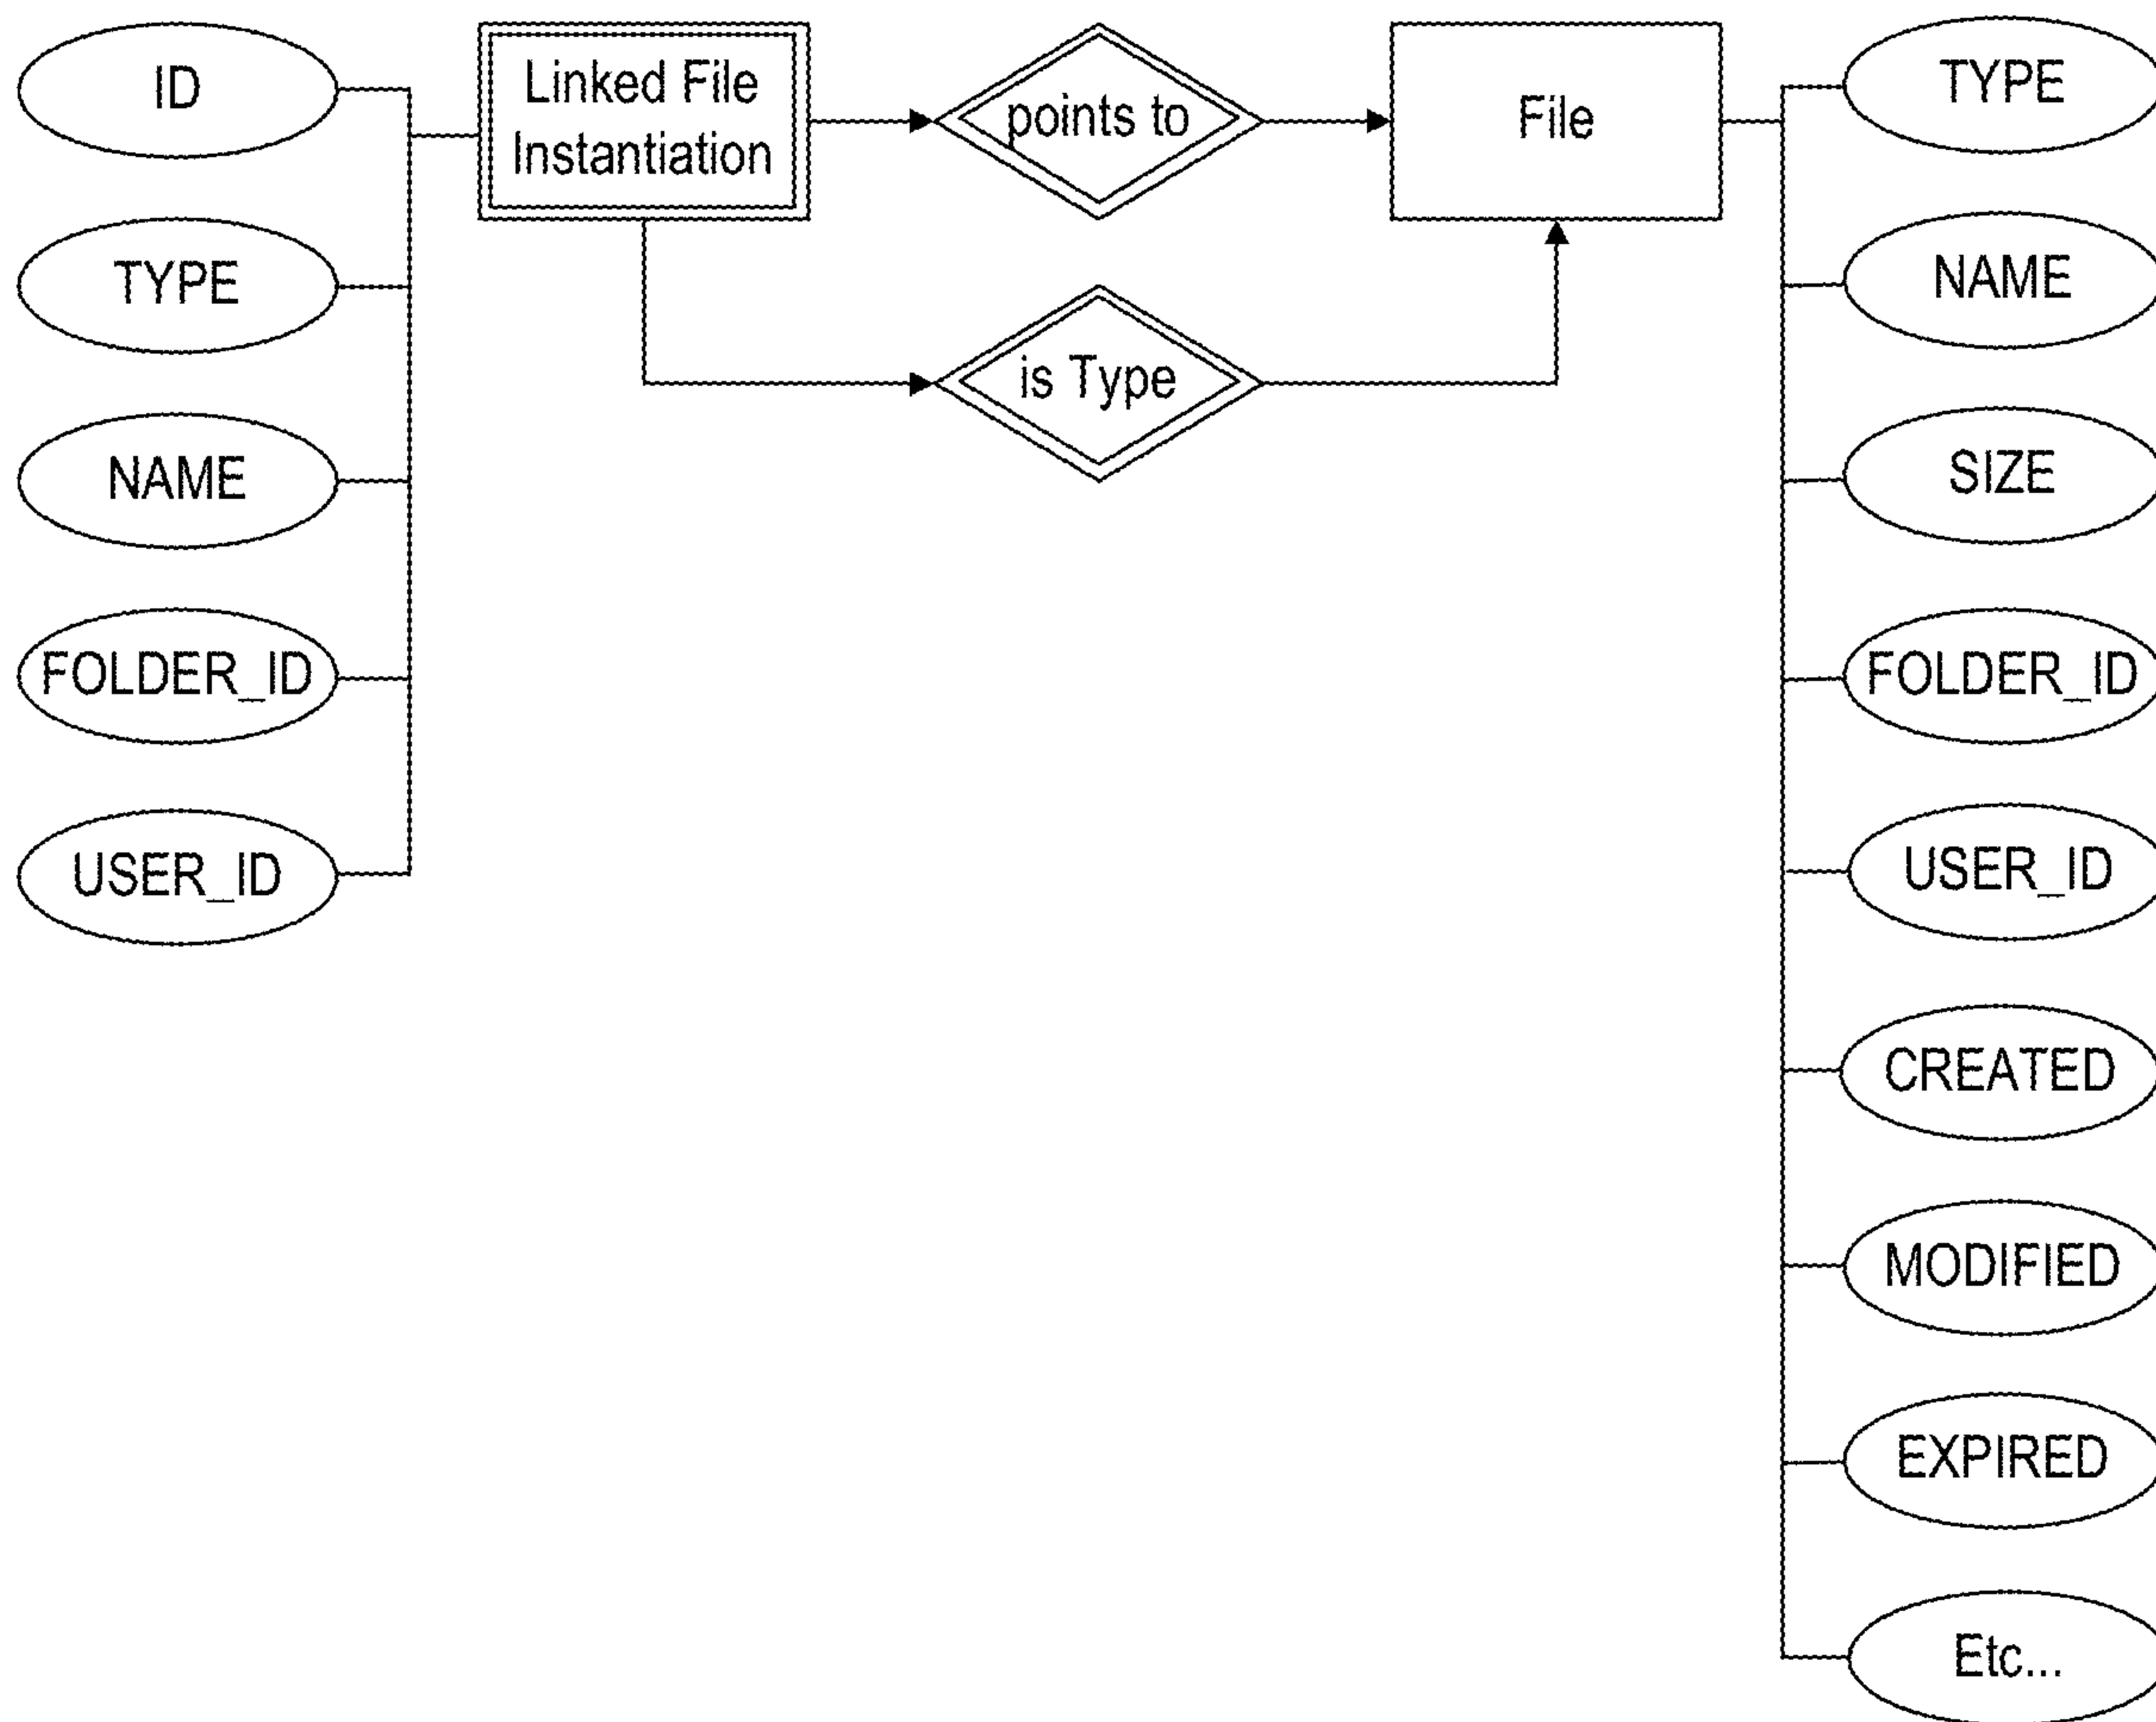 ID
TYPE
NAME
FOLDER_ID
USER_ID
Linked File
Instantiation
points to
is Type
File
TYPE
NAME
SIZE
FOLDER_ID
USER_ID
CREATED
MODIFIED
EXPIRED
Etc...